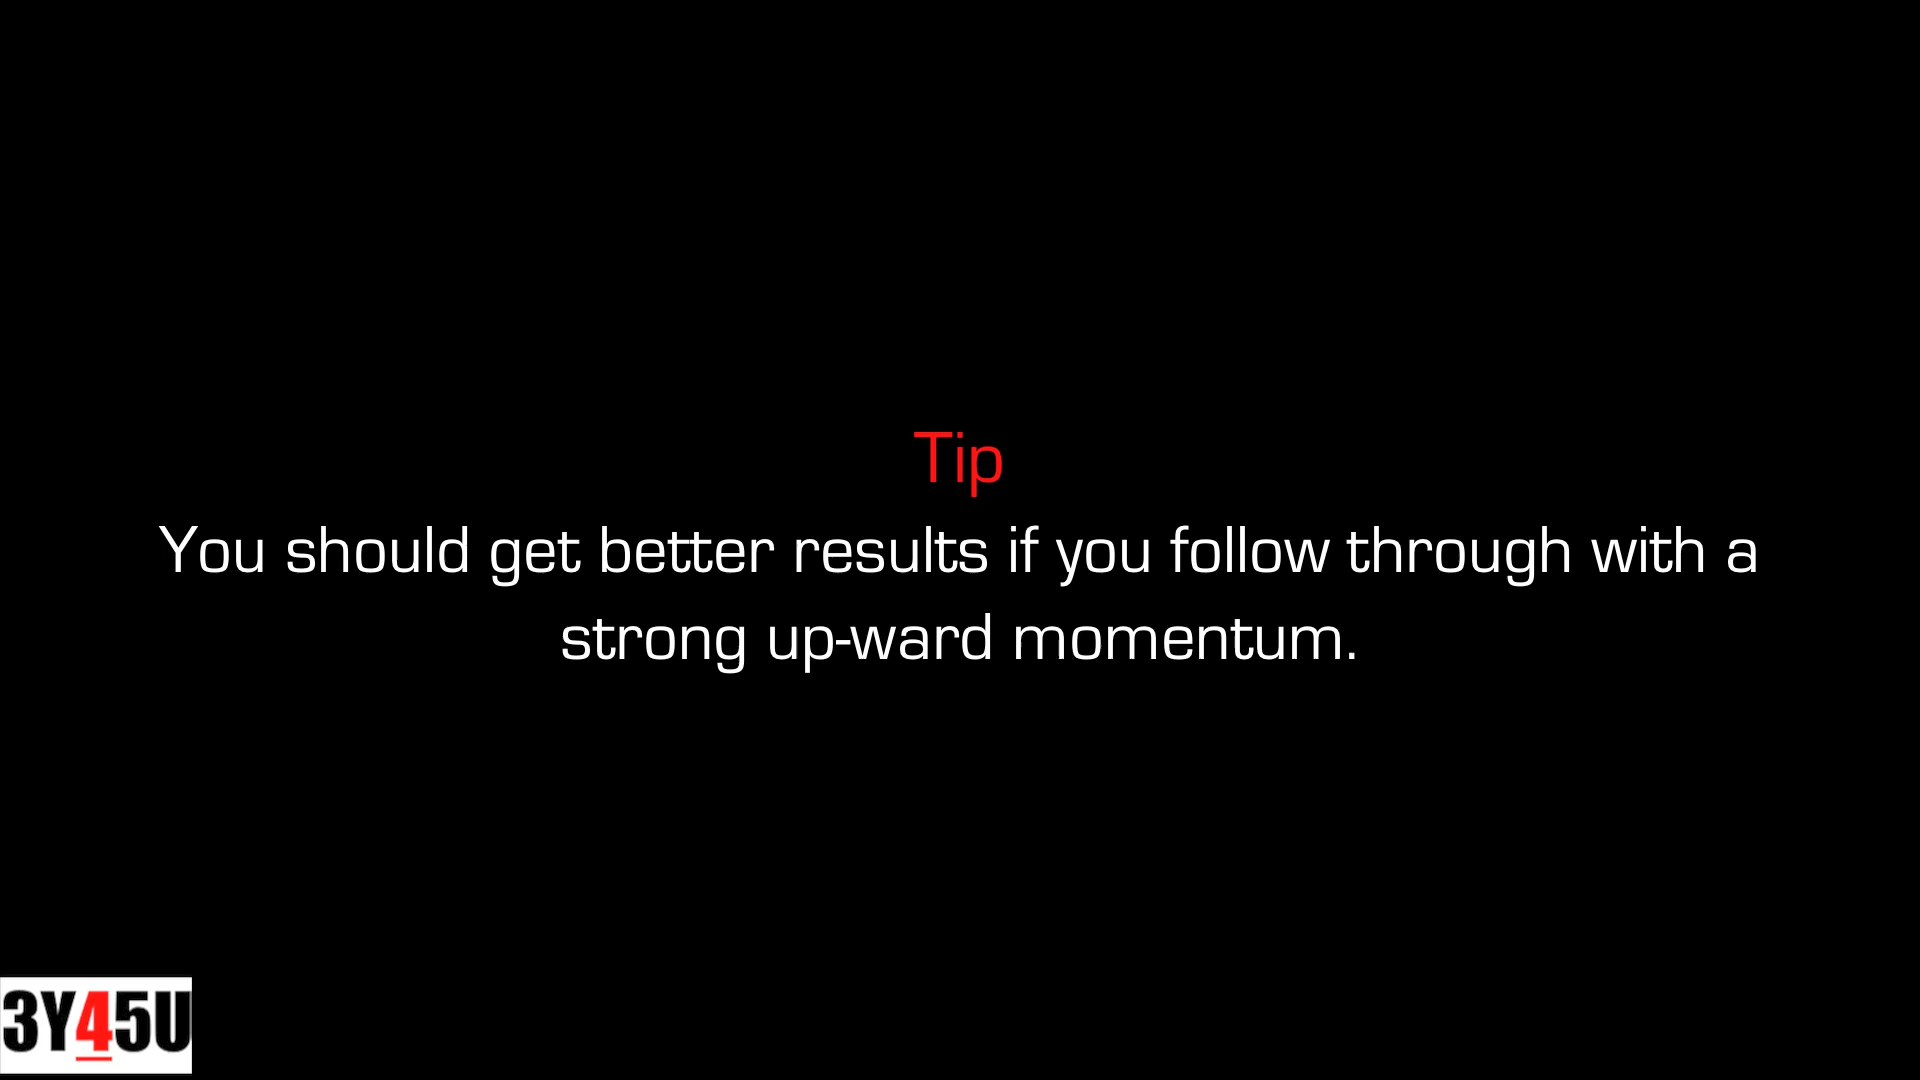 Tip
You should get better results if you follow through with a
strong up-ward momentum.
3Y45U